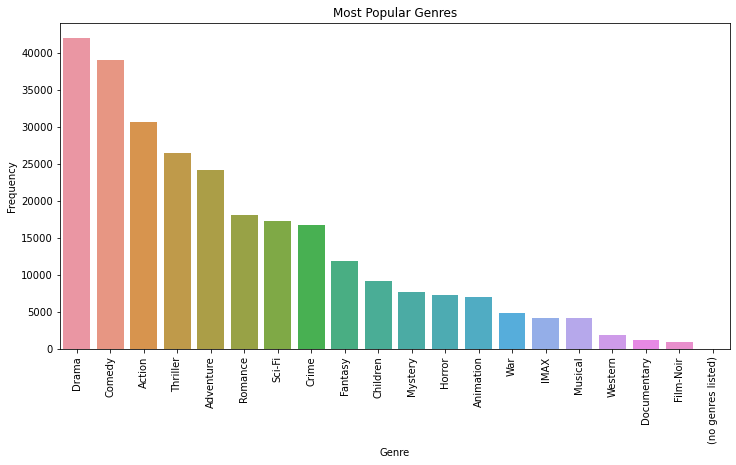 Most Popular Genres
Frequency
40000
35000
30000
25000
20000
15000
10000
5000
0
Drama
Comedy
Action
Thriller
Adventure
Romance
Sci-Fi
Crime
Fantasy
Children
Mystery
Horror
Animation
War
IMAX
Musical
Western
Documentary
Film-Noir
(no genres listed)
Genre